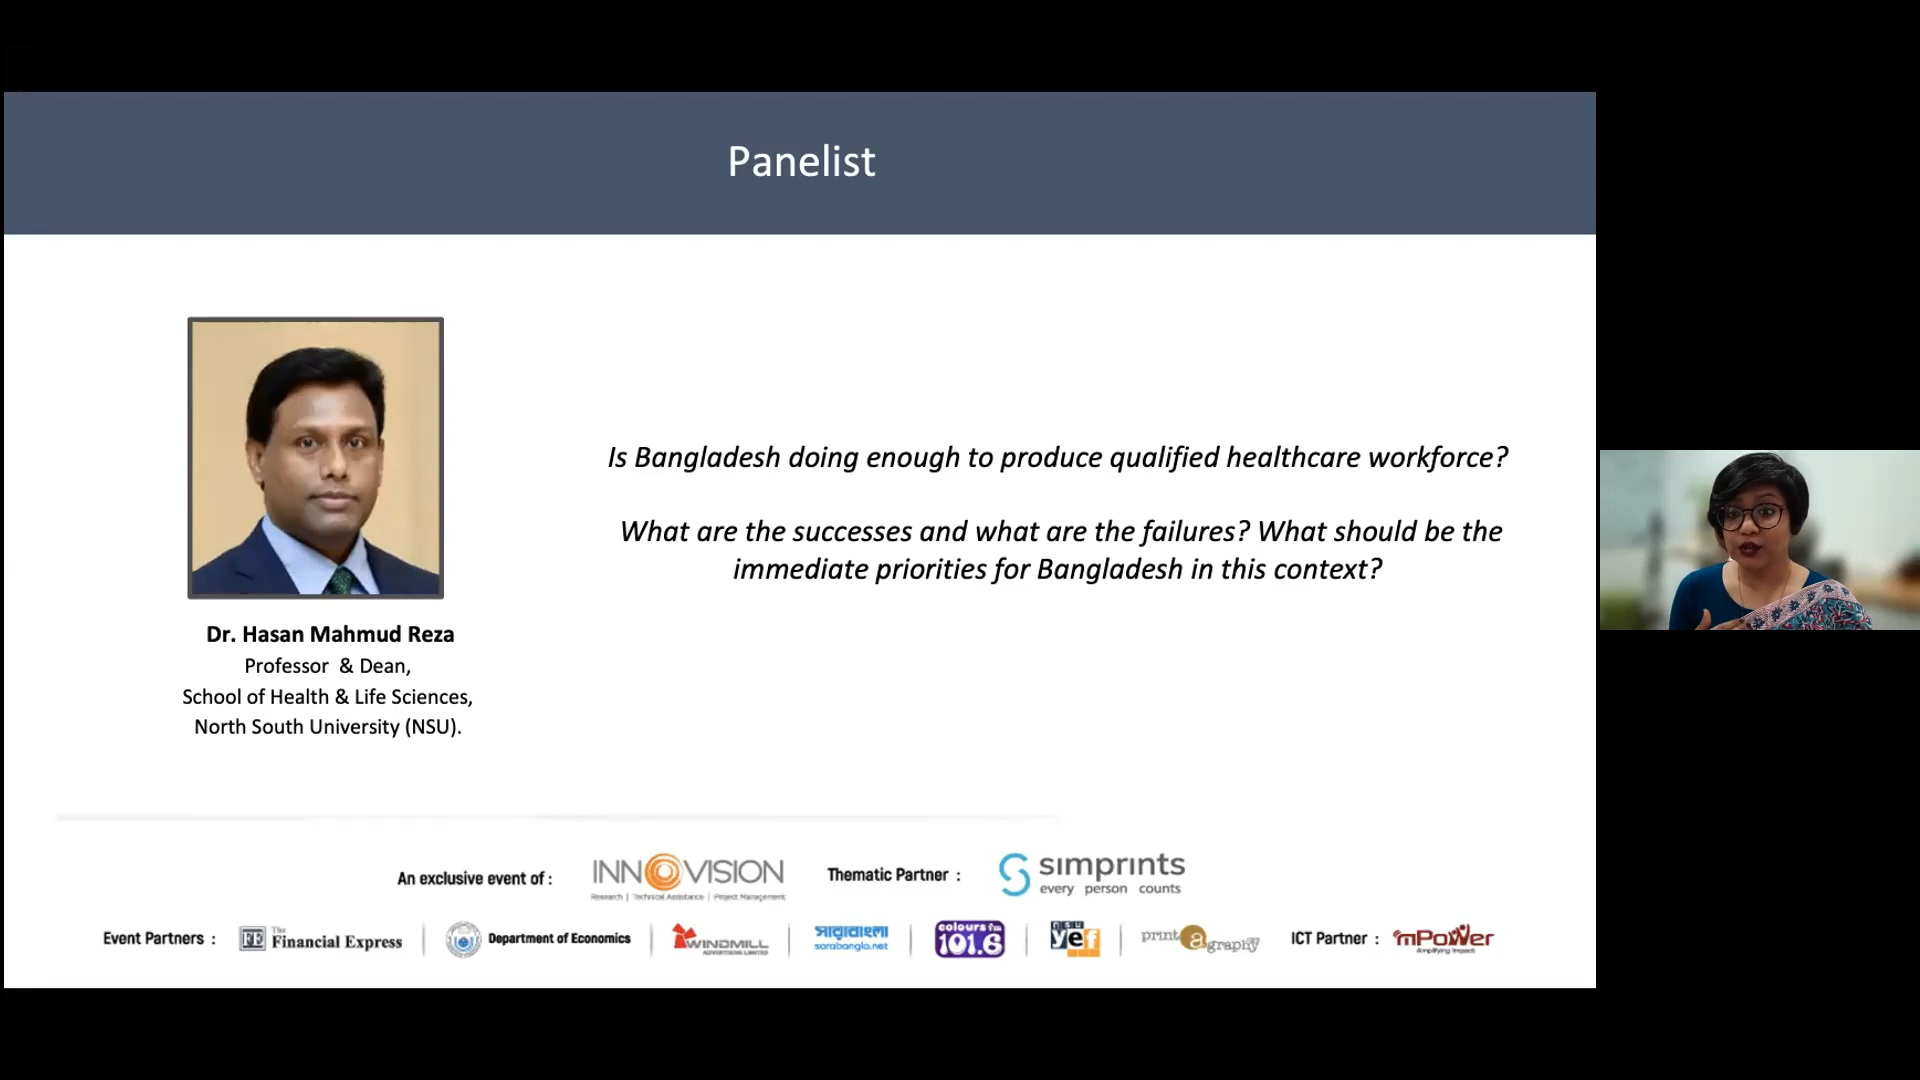 Panelist
Is Bangladesh doing enough to produce qualified healthcare workforce?
What are the successes and what are the failures? What should be the
immediate priorities for Bangladesh in this context?
Dr. Hasan Mahmud Reza
Professor & Dean,
School of Health & Life Sciences,
North South University (NSU).
An exclusive event of :
INNOVISION
Research | Technical Assistance | Project Management
Thematic Partner :
simprints
every person counts
Event Partners :
FE The Financial Express
Department of Economics
WINDMILL
ADVERTISING LIMITED
সারাবাংলা
sarabangla.net
colours fm
101.6
nsu
yef
print a graphy
ICT Partner :
mPower
Amplifying Impact